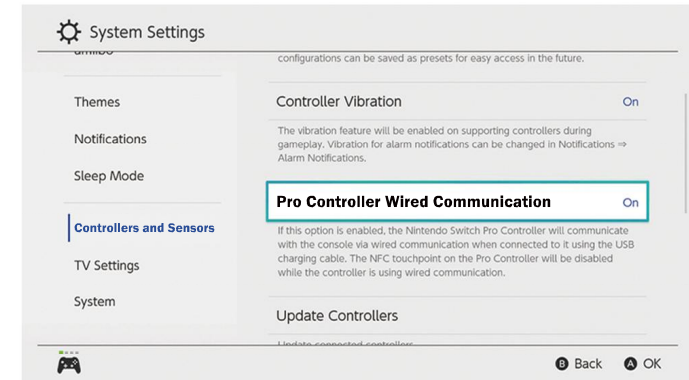 System Settings
amiibo
Themes
Notifications
Sleep Mode
Controllers and Sensors
TV Settings
System
configurations can be saved as presets for easy access in the future.
Controller Vibration On
The vibration feature will be enabled on supporting controllers during
gameplay. Vibration for alarm notifications can be changed in Notifications ⇒
Alarm Notifications.
Pro Controller Wired Communication On
If this option is enabled, the Nintendo Switch Pro Controller will communicate
with the console via wired communication when connected to it using the USB
charging cable. The NFC touchpoint on the Pro Controller will be disabled
while the controller is using wired communication.
Update Controllers
Update connected controllers.
B Back A OK